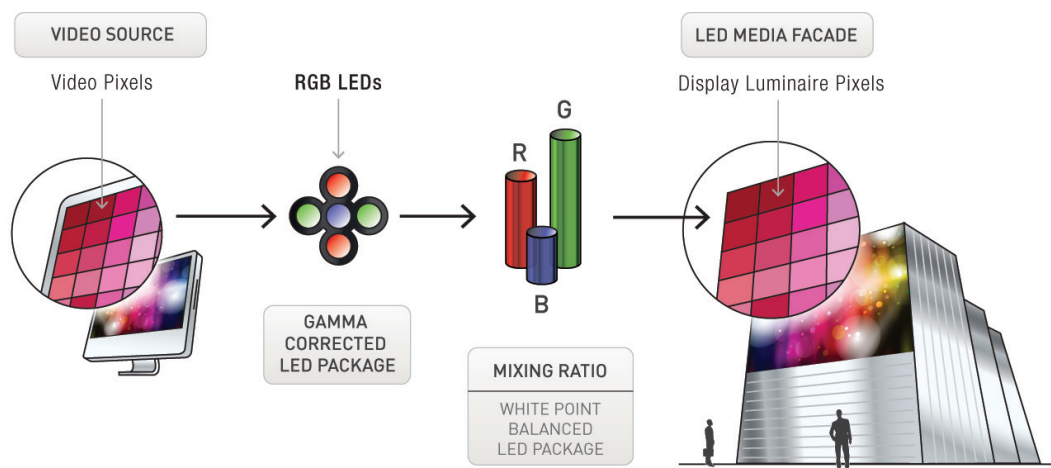 VIDEO SOURCE
Video Pixels
RGB LEDs
GAMMA
CORRECTED
LED PACKAGE
R
G
B
MIXING RATIO
WHITE POINT
BALANCED
LED PACKAGE
LED MEDIA FACADE
Display Luminaire Pixels